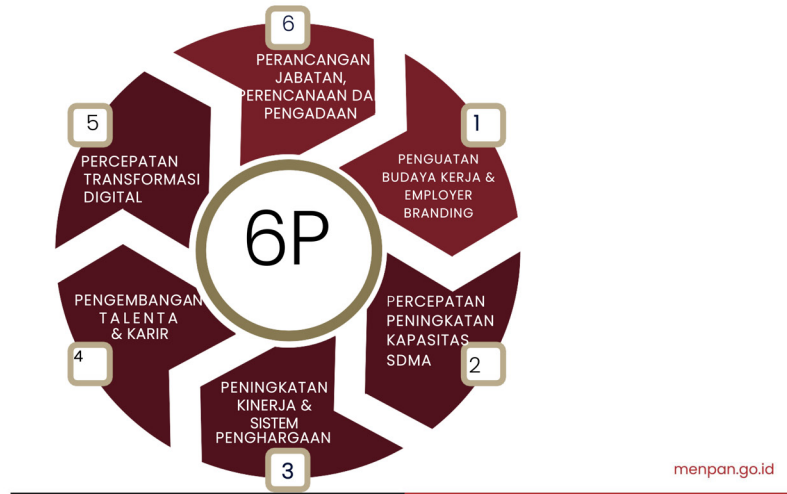 6
PERANCANGAN
JABATAN,
PERENCANAAN DA
PENGADAAN
1
PENGUATAN
BUDAYA KERJA &
EMPLOYER
BRANDING
PERCEPATAN
PENINGKATAN
KAPASITAS
SDMA
2
PENINGKATAN
KINERJA &
SISTEM
PENGHARGAAN
3
PENGEMBANGAN
TALENTA
& KARIR
4
5
PERCEPATAN
TRANSFORMASI
DIGITAL
6P
menpan.go.id